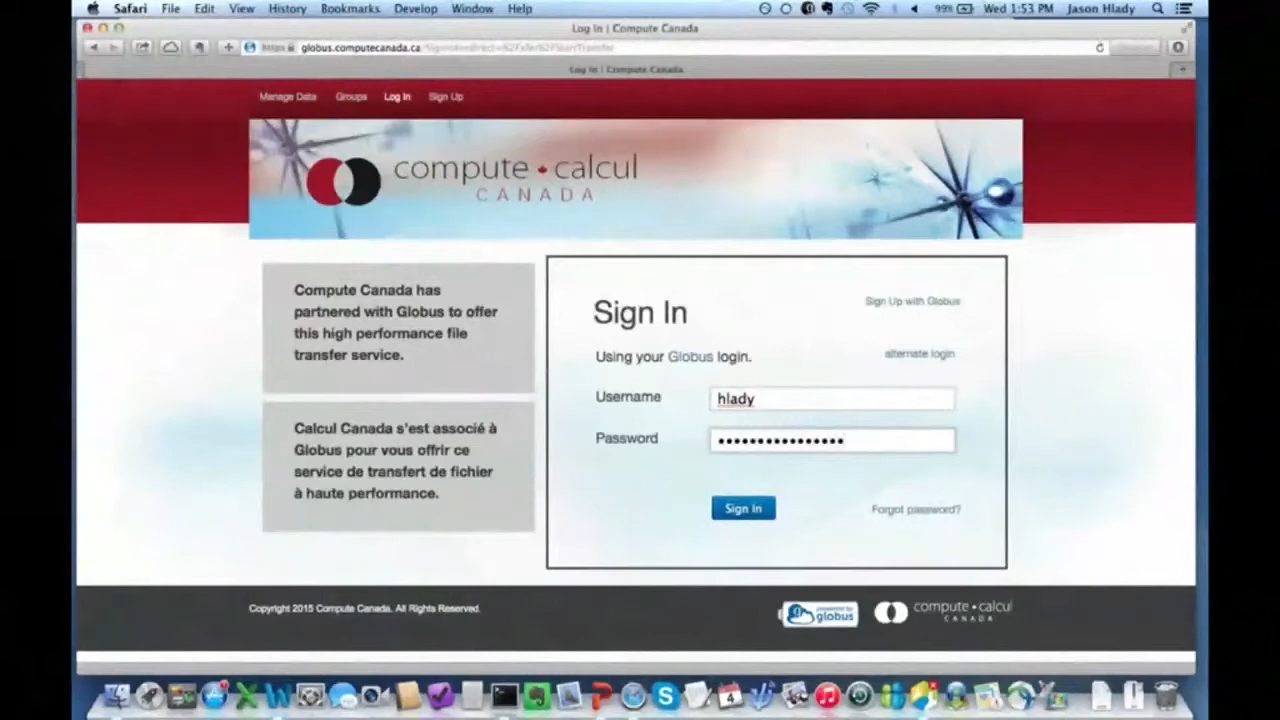 Safari File Edit View History Bookmarks Develop Window Help 99% Wed 1:53 PM Jason Hlady
Log In | Compute Canada
https globus.computecanada.ca
Log In | Compute Canada
Manage Data Groups Log In Sign Up
compute • calcul
CANADA
Compute Canada has
partnered with Globus to offer
this high performance file
transfer service.
Calcul Canada s'est associé à
Globus pour vous offrir ce
service de transfert de fichier
à haute performance.
Sign In
Sign Up with Globus
Using your Globus login.
alternate login
Username
hlady
Password
••••••••••••••••
Sign In
Forgot password?
Copyright 2015 Compute Canada. All Rights Reserved.
powered by
globus
compute • calcul
CANADA